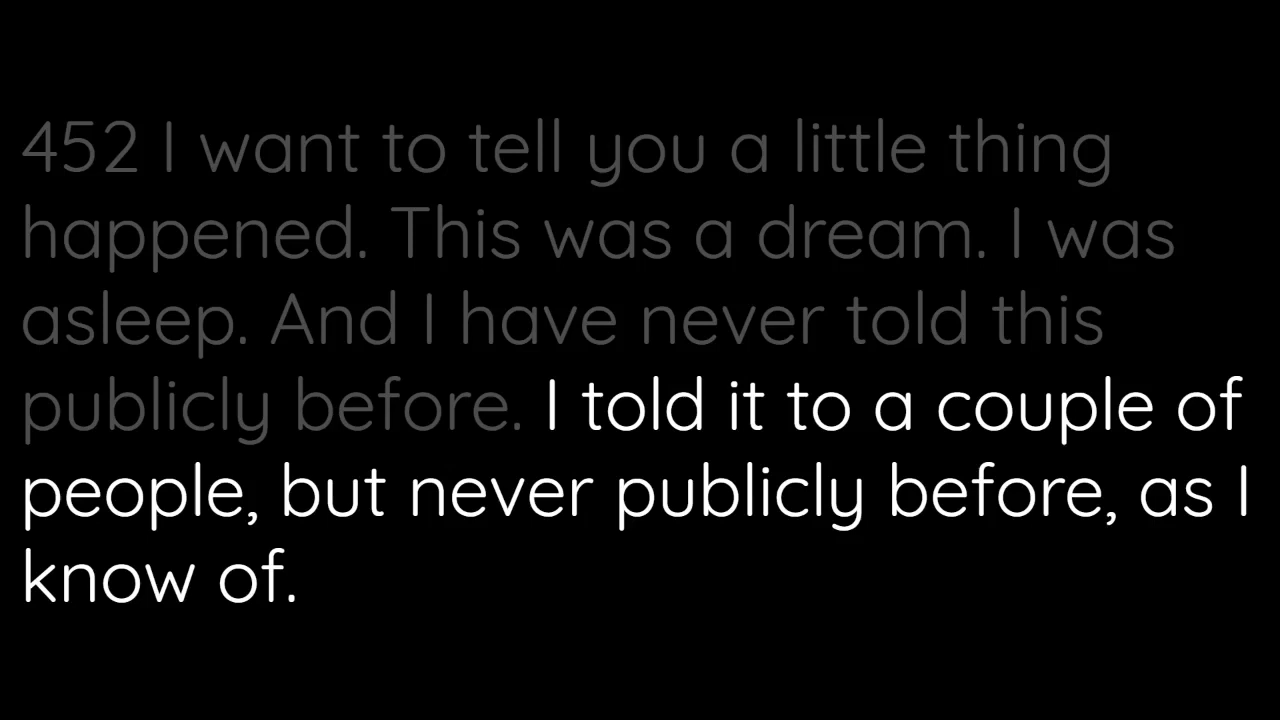 452 I want to tell you a little thing
happened. This was a dream. I was
asleep. And I have never told this
publicly before. I told it to a couple of
people, but never publicly before, as I
know of.